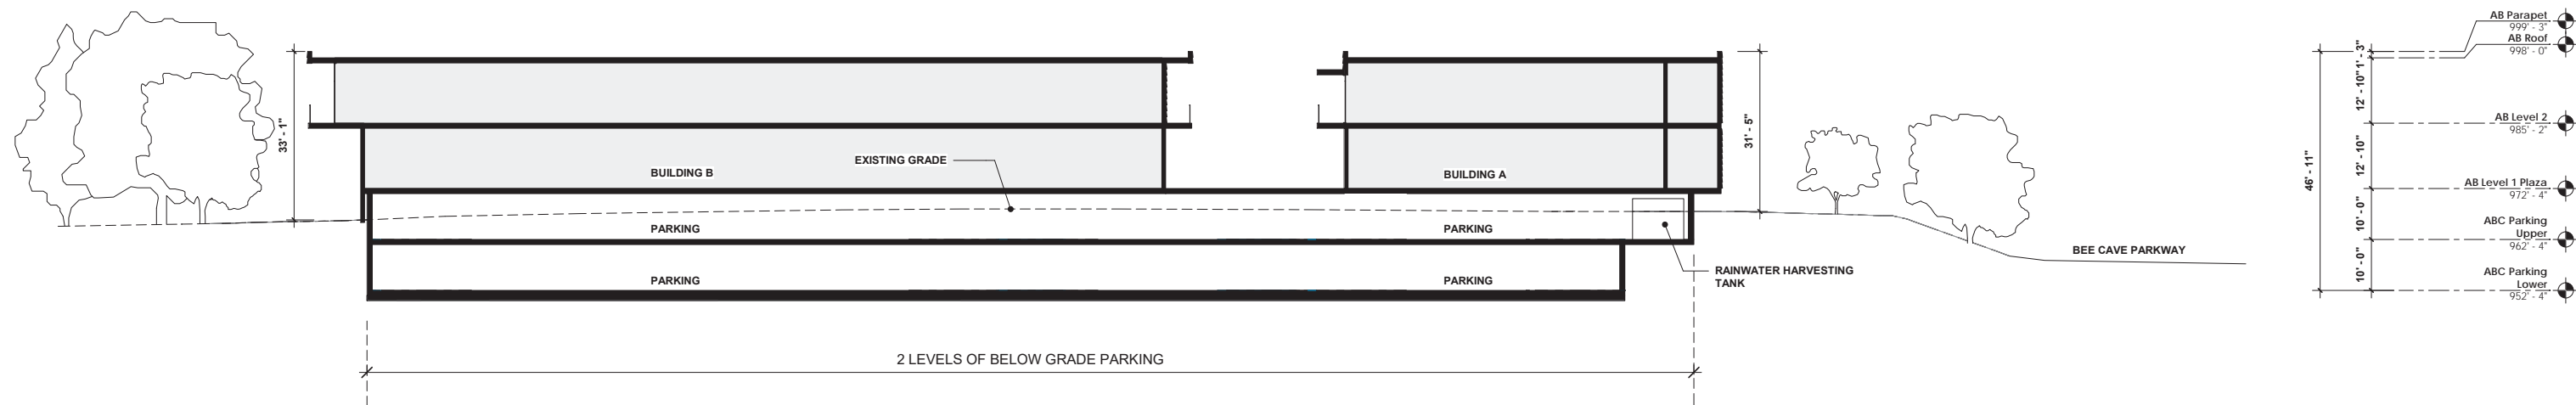 33' - 1"
BUILDING B
EXISTING GRADE
BUILDING A
PARKING
PARKING
PARKING
PARKING
RAINWATER HARVESTING
TANK
2 LEVELS OF BELOW GRADE PARKING
31' - 5"
BEE CAVE PARKWAY
46' - 11"
1' - 3"
12' - 10"
12' - 10"
10' - 0"
10' - 0"
AB Parapet
999' - 3"
AB Roof
998' - 0"
AB Level 2
985' - 2"
AB Level 1 Plaza
972' - 4"
ABC Parking
Upper
962' - 4"
ABC Parking
Lower
952' - 4"